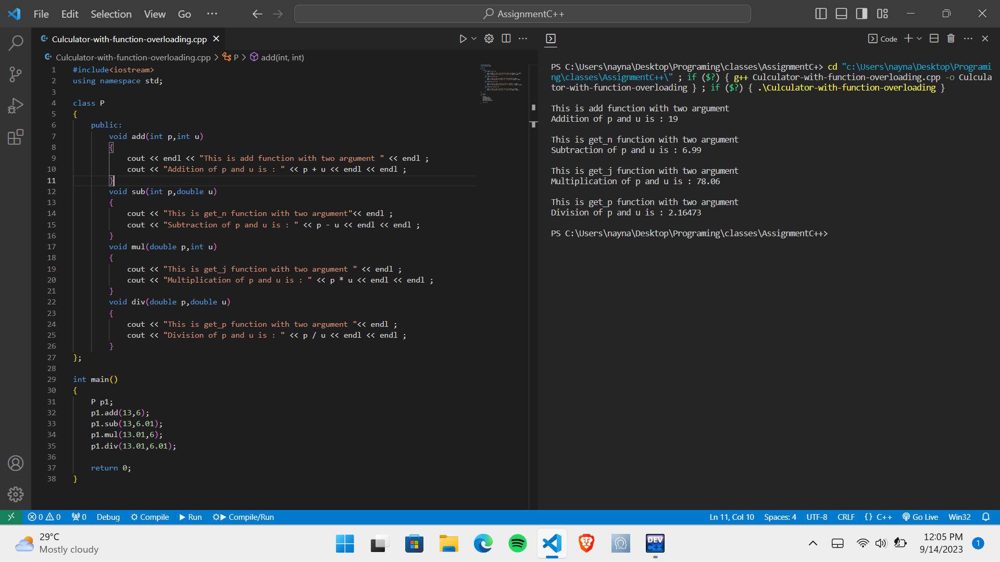 File Edit Selection View Go ··· AssignmentC++
Culculator-with-function-overloading.cpp
Culculator-with-function-overloading.cpp > P > add(int, int)
1 #include<iostream>
2 using namespace std;
3
4 class P
5 {
6 public:
7 void add(int p,int u)
8 {
9 cout << endl << "This is add function with two argument " << endl ;
10 cout << "Addition of p and u is : " << p + u << endl << endl ;
11 }
12 void sub(int p,double u)
13 {
14 cout << "This is get_n function with two argument"<< endl ;
15 cout << "Subtraction of p and u is : " << p - u << endl << endl ;
16 }
17 void mul(double p,int u)
18 {
19 cout << "This is get_j function with two argument " << endl ;
20 cout << "Multiplication of p and u is : " << p * u << endl << endl ;
21 }
22 void div(double p,double u)
23 {
24 cout << "This is get_p function with two argument "<< endl ;
25 cout << "Division of p and u is : " << p / u << endl << endl ;
26 }
27 };
28
29 int main()
30 {
31 P p1;
32 p1.add(13,6);
33 p1.sub(13,6.01);
34 p1.mul(13.01,6);
35 p1.div(13.01,6.01);
36
37 return 0;
38 }
Code
PS C:\Users\nayna\Desktop\Programing\classes\AssignmentC+> cd "c:\Users\nayna\Desktop\Programi
ng\classes\AssignmentC++\" ; if ($?) { g++ Culculator-with-function-overloading.cpp -o Culcula
tor-with-function-overloading } ; if ($?) { .\Culculator-with-function-overloading }
This is add function with two argument
Addition of p and u is : 19
This is get_n function with two argument
Subtraction of p and u is : 6.99
This is get_j function with two argument
Multiplication of p and u is : 78.06
This is get_p function with two argument
Division of p and u is : 2.16473
PS C:\Users\nayna\Desktop\Programing\classes\AssignmentC++>
0 0 0 Debug Compile Run Compile/Run Ln 11, Col 10 Spaces: 4 UTF-8 CRLF {} C++ Go Live Win32
29°C
Mostly cloudy
DEV
C++
12:05 PM
9/14/2023
1